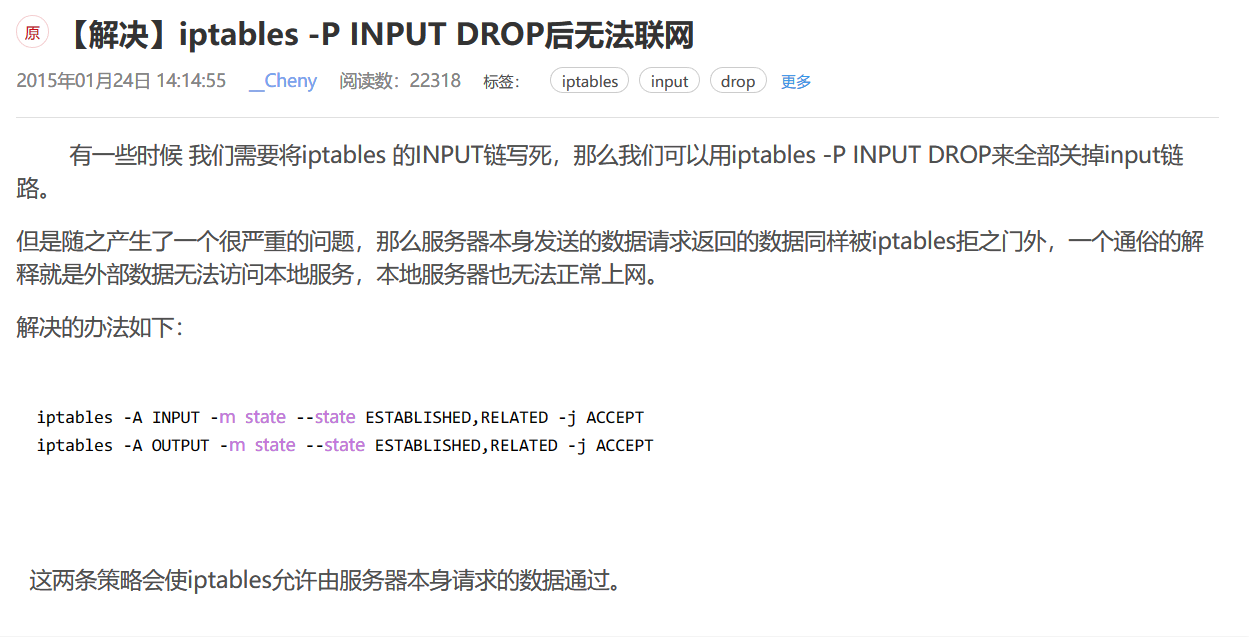 原 【解决】iptables -P INPUT DROP后无法联网
2015年01月24日 14:14:55 __Cheny 阅读数：22318 标签： iptables input drop 更多
有一些时候 我们需要将iptables 的INPUT链写死，那么我们可以用iptables -P INPUT DROP来全部关掉input链
路。
但是随之产生了一个很严重的问题，那么服务器本身发送的数据请求返回的数据同样被iptables拒之门外，一个通俗的解
释就是外部数据无法访问本地服务，本地服务器也无法正常上网。
解决的办法如下：
iptables -A INPUT -m state --state ESTABLISHED,RELATED -j ACCEPT
iptables -A OUTPUT -m state --state ESTABLISHED,RELATED -j ACCEPT
这两条策略会使iptables允许由服务器本身请求的数据通过。